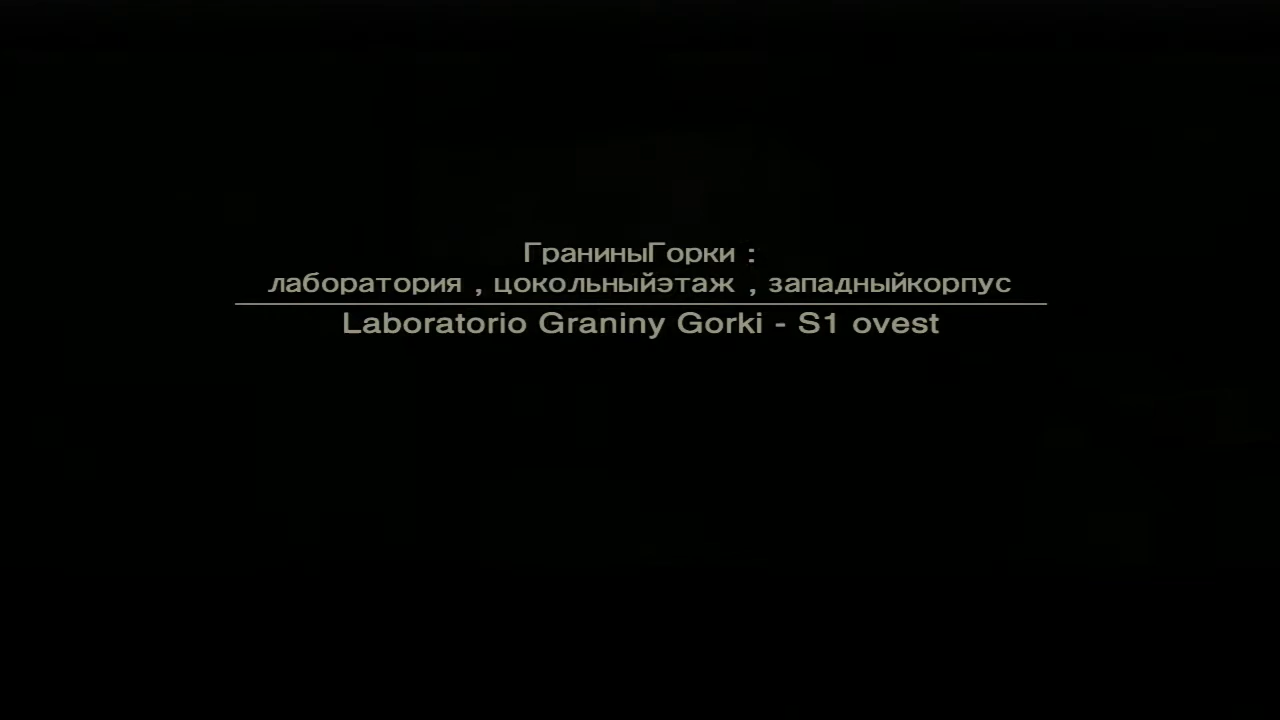 ГраниныГорки :
лаборатория , цокольныйэтаж , западныйкорпус
Laboratorio Graniny Gorki - S1 ovest